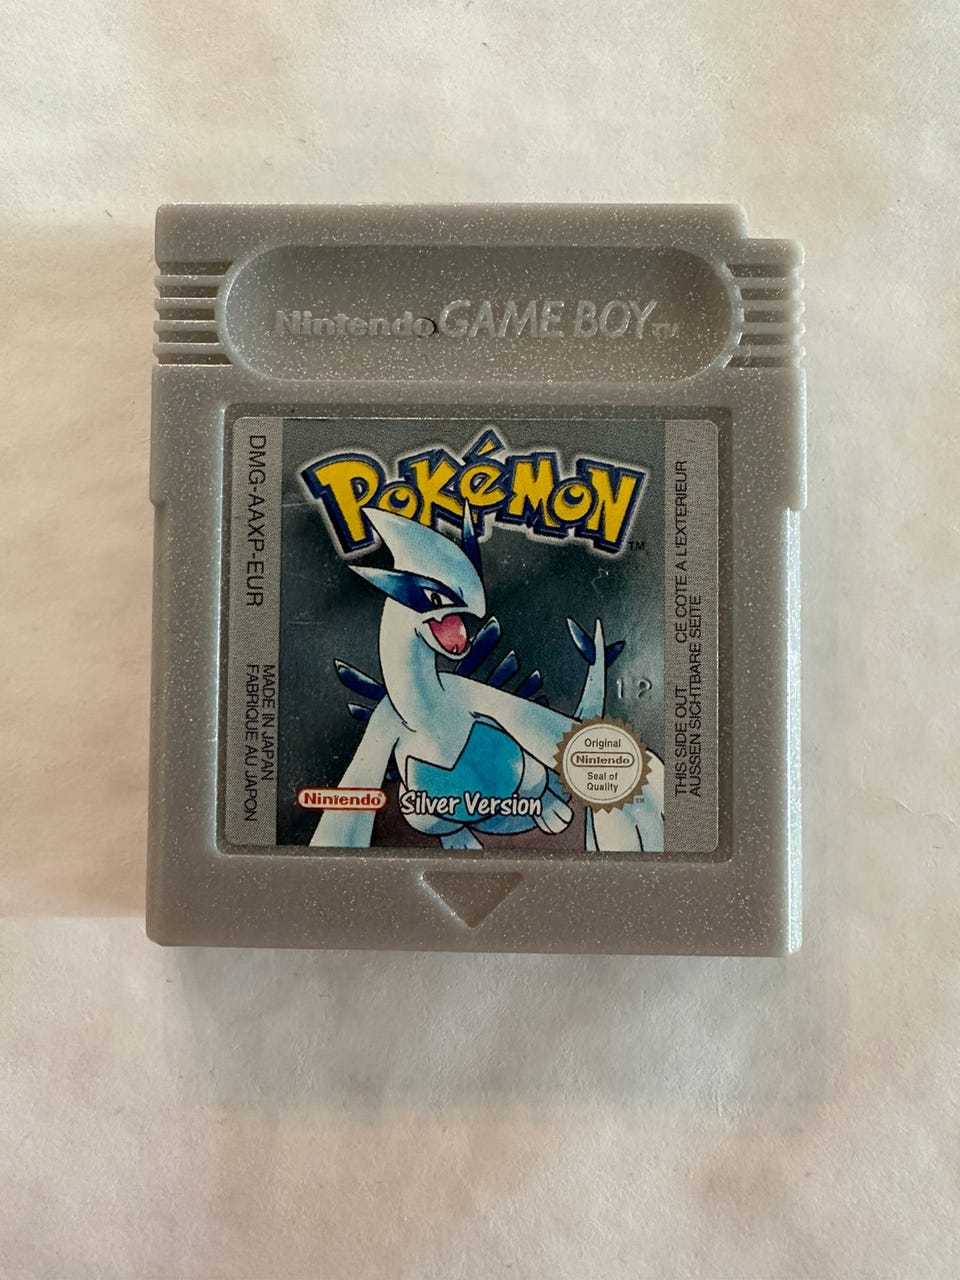 Nintendo GAME BOY TM
DMG-AAXP-EUR
MADE IN JAPAN
FABRIQUE AU JAPON
POKéMON
TM
12
Original
Nintendo
Seal of
Quality
TM
Nintendo
Silver Version
THIS SIDE OUT CE COTE A L'EXTERIEUR
AUSSEN SICHTBARE SEITE